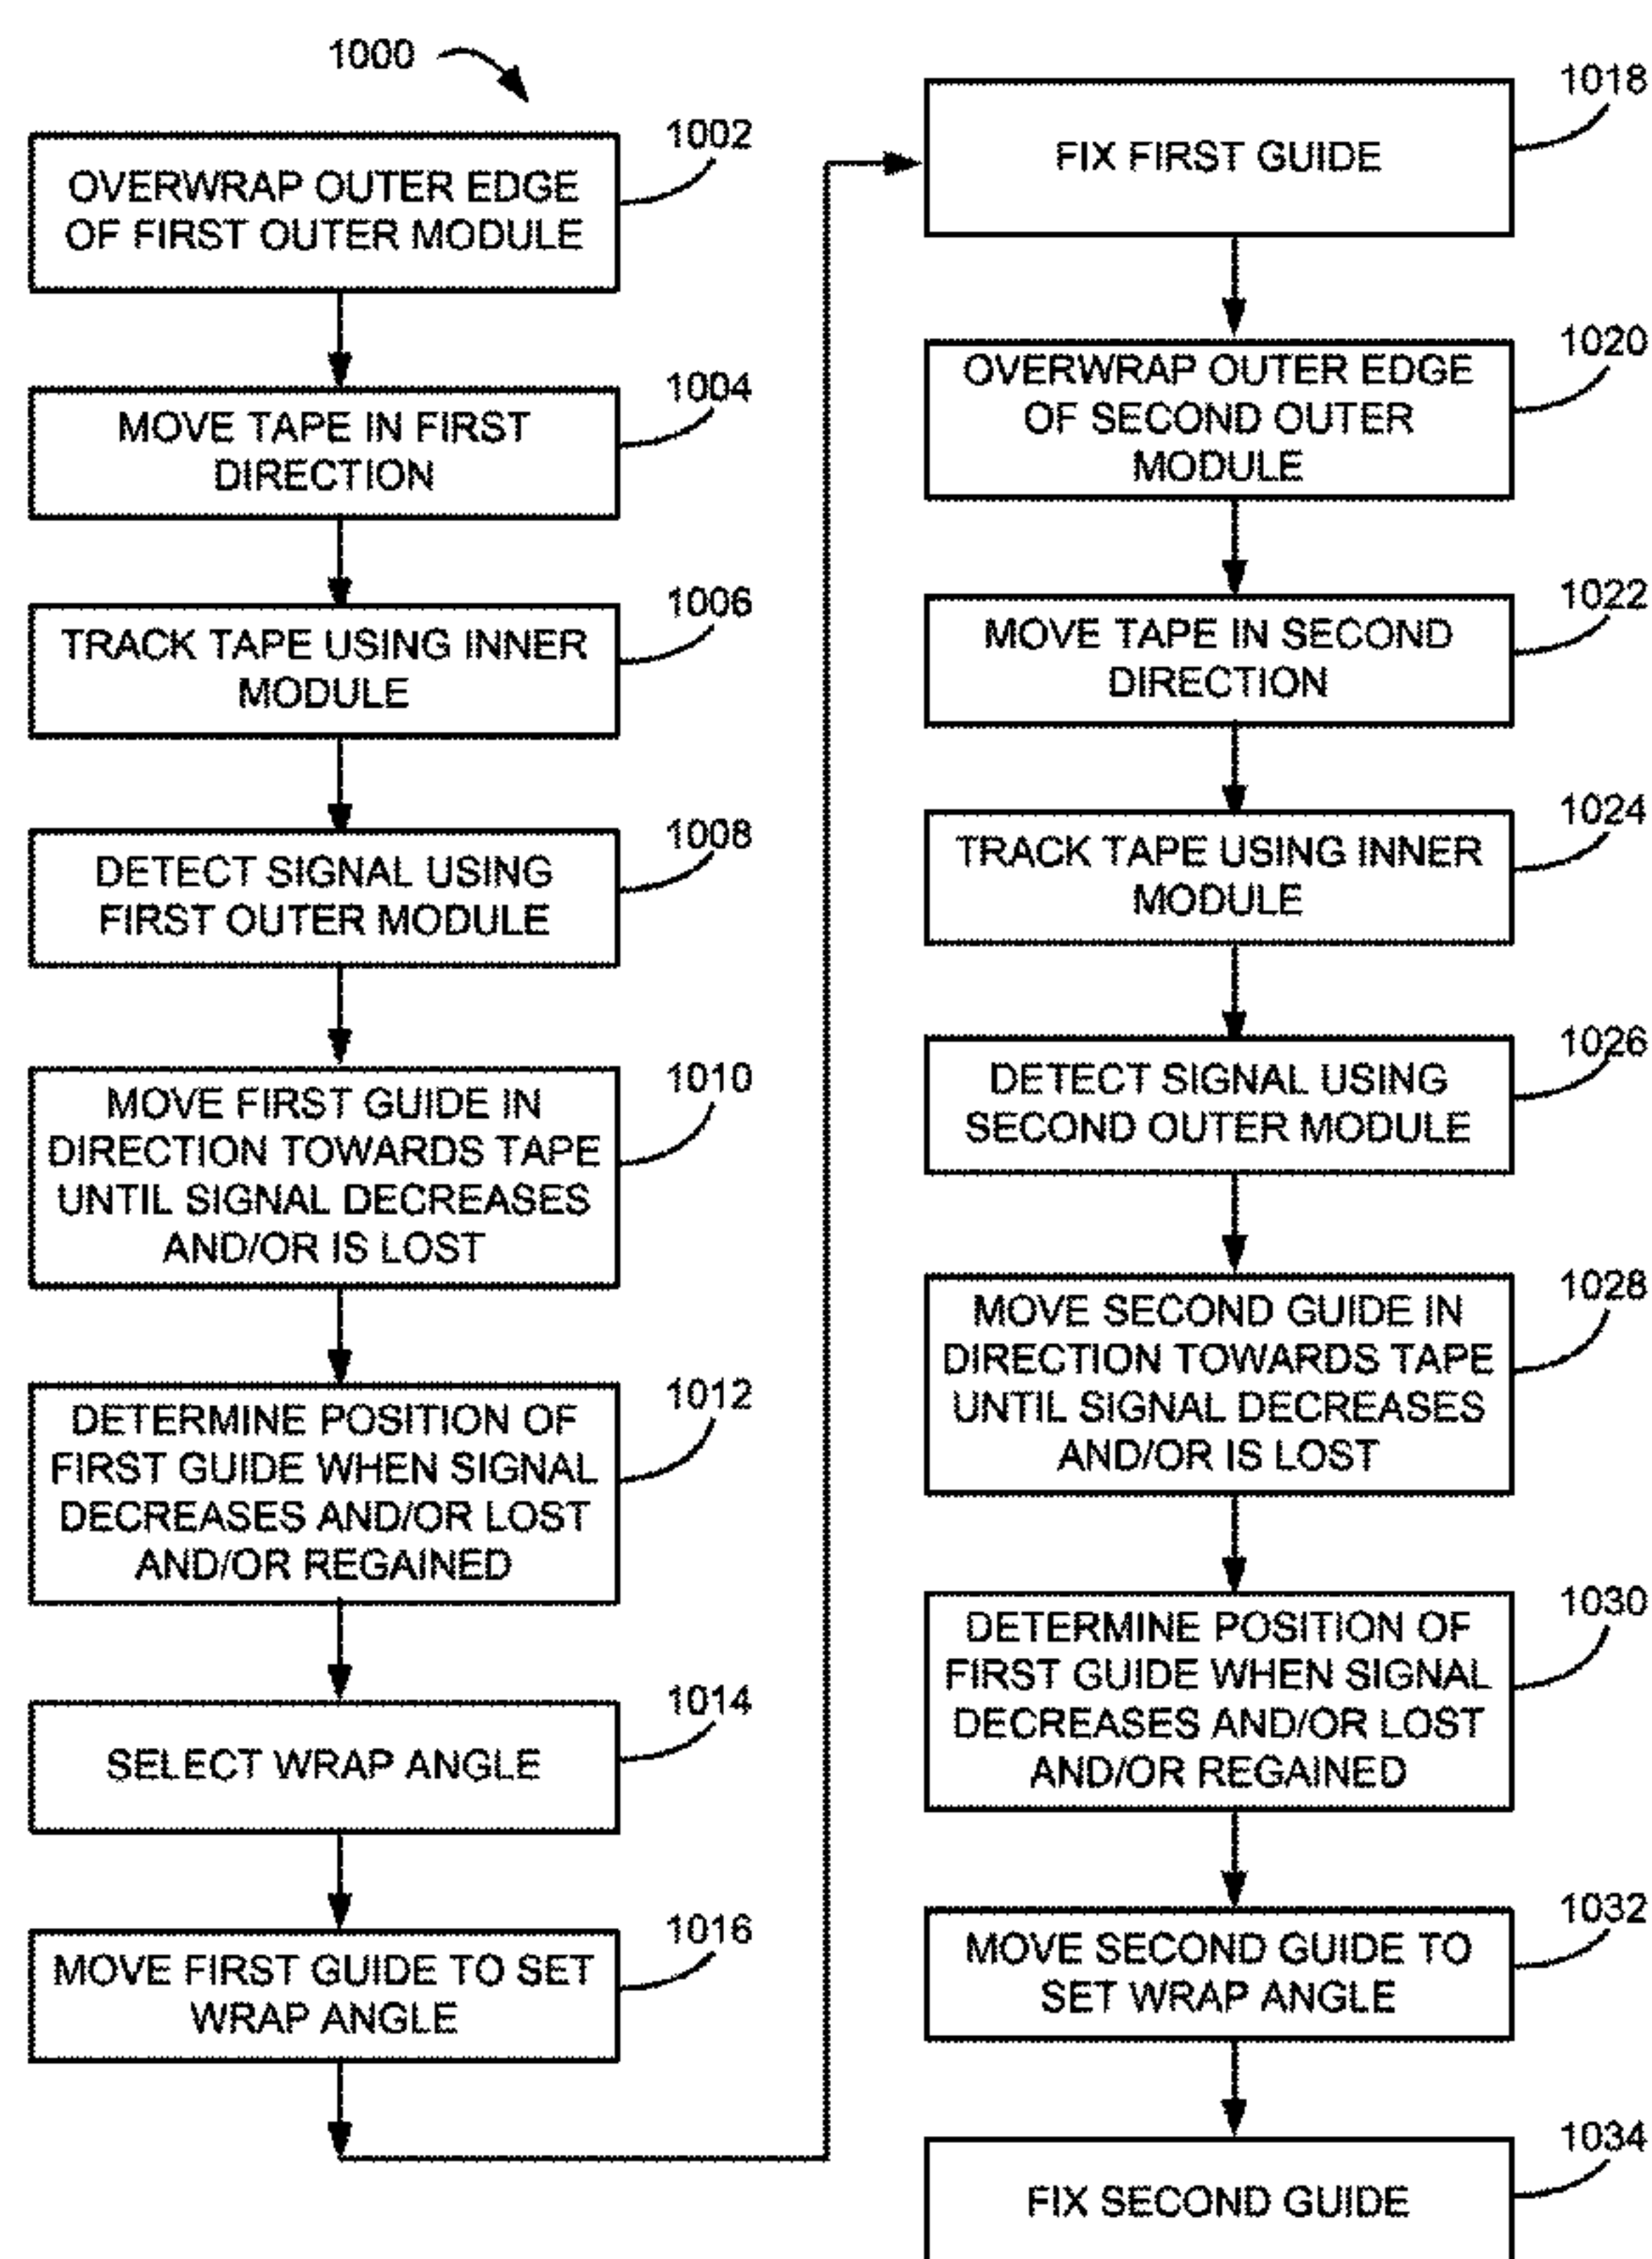 1000
1002
OVERWRAP OUTER EDGE
OF FIRST OUTER MODULE
1004
MOVE TAPE IN FIRST
DIRECTION
1006
TRACK TAPE USING INNER
MODULE
1008
DETECT SIGNAL USING
FIRST OUTER MODULE
1010
MOVE FIRST GUIDE IN
DIRECTION TOWARDS TAPE
UNTIL SIGNAL DECREASES
AND/OR IS LOST
1012
DETERMINE POSITION OF
FIRST GUIDE WHEN SIGNAL
DECREASES AND/OR LOST
AND/OR REGAINED
1014
SELECT WRAP ANGLE
1016
MOVE FIRST GUIDE TO SET
WRAP ANGLE
1018
FIX FIRST GUIDE
1020
OVERWRAP OUTER EDGE
OF SECOND OUTER
MODULE
1022
MOVE TAPE IN SECOND
DIRECTION
1024
TRACK TAPE USING INNER
MODULE
1026
DETECT SIGNAL USING
SECOND OUTER MODULE
1028
MOVE SECOND GUIDE IN
DIRECTION TOWARDS TAPE
UNTIL SIGNAL DECREASES
AND/OR IS LOST
1030
DETERMINE POSITION OF
FIRST GUIDE WHEN SIGNAL
DECREASES AND/OR LOST
AND/OR REGAINED
1032
MOVE SECOND GUIDE TO
SET WRAP ANGLE
1034
FIX SECOND GUIDE